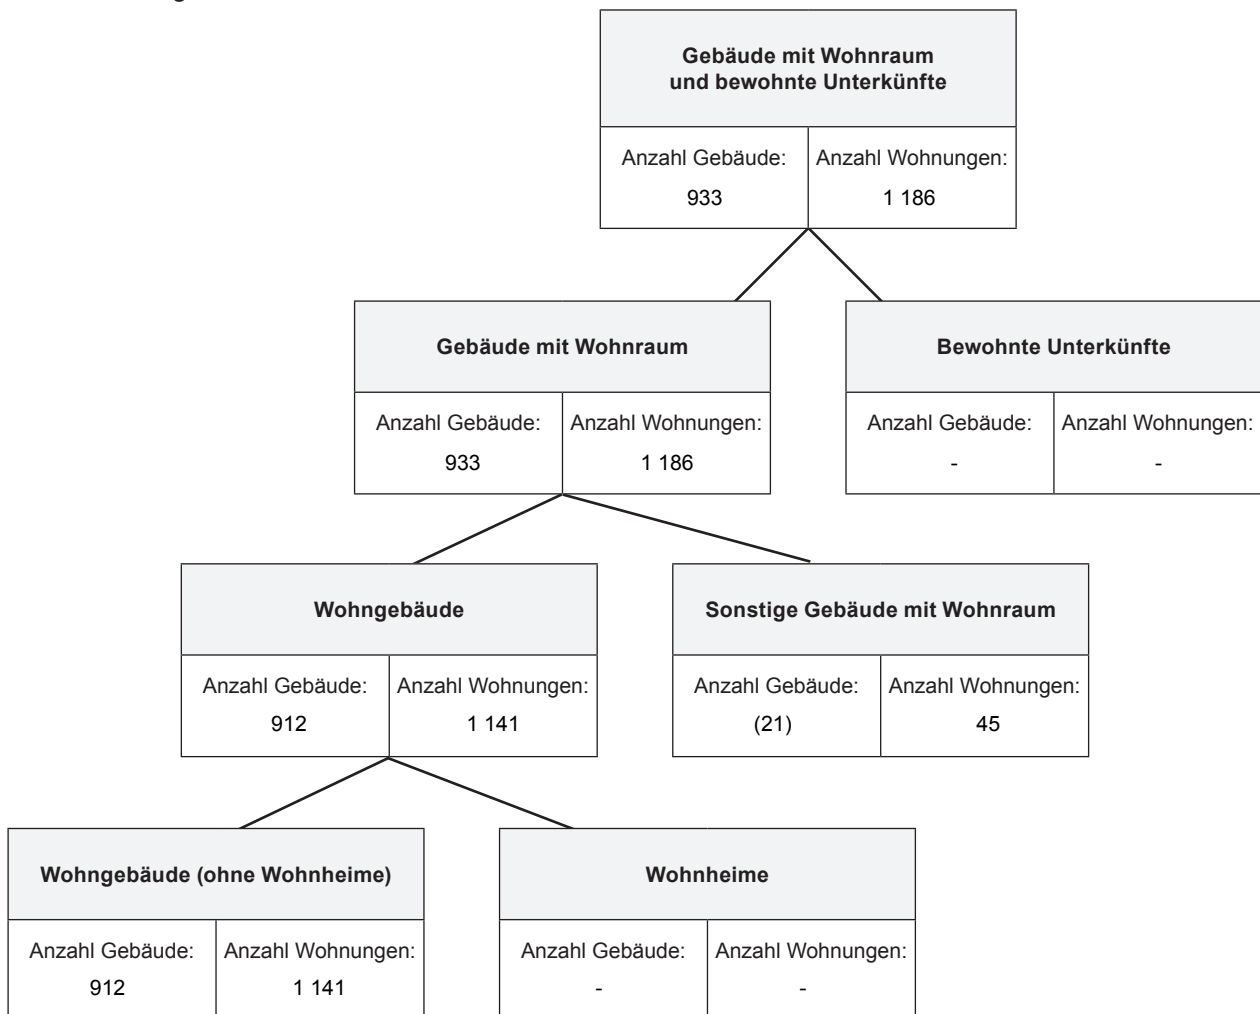 Gebäude mit Wohnraum
und bewohnte Unterkünfte
Anzahl Gebäude: Anzahl Wohnungen:
933 1 186
Gebäude mit Wohnraum Bewohnte Unterkünfte
Anzahl Gebäude: Anzahl Wohnungen: Anzahl Gebäude: Anzahl Wohnungen:
933 1 186 - -
Wohngebäude Sonstige Gebäude mit Wohnraum
Anzahl Gebäude: Anzahl Wohnungen: Anzahl Gebäude: Anzahl Wohnungen:
912 1 141 (21) 45
Wohngebäude (ohne Wohnheime) Wohnheime
Anzahl Gebäude: Anzahl Wohnungen: Anzahl Gebäude: Anzahl Wohnungen:
912 1 141 - -